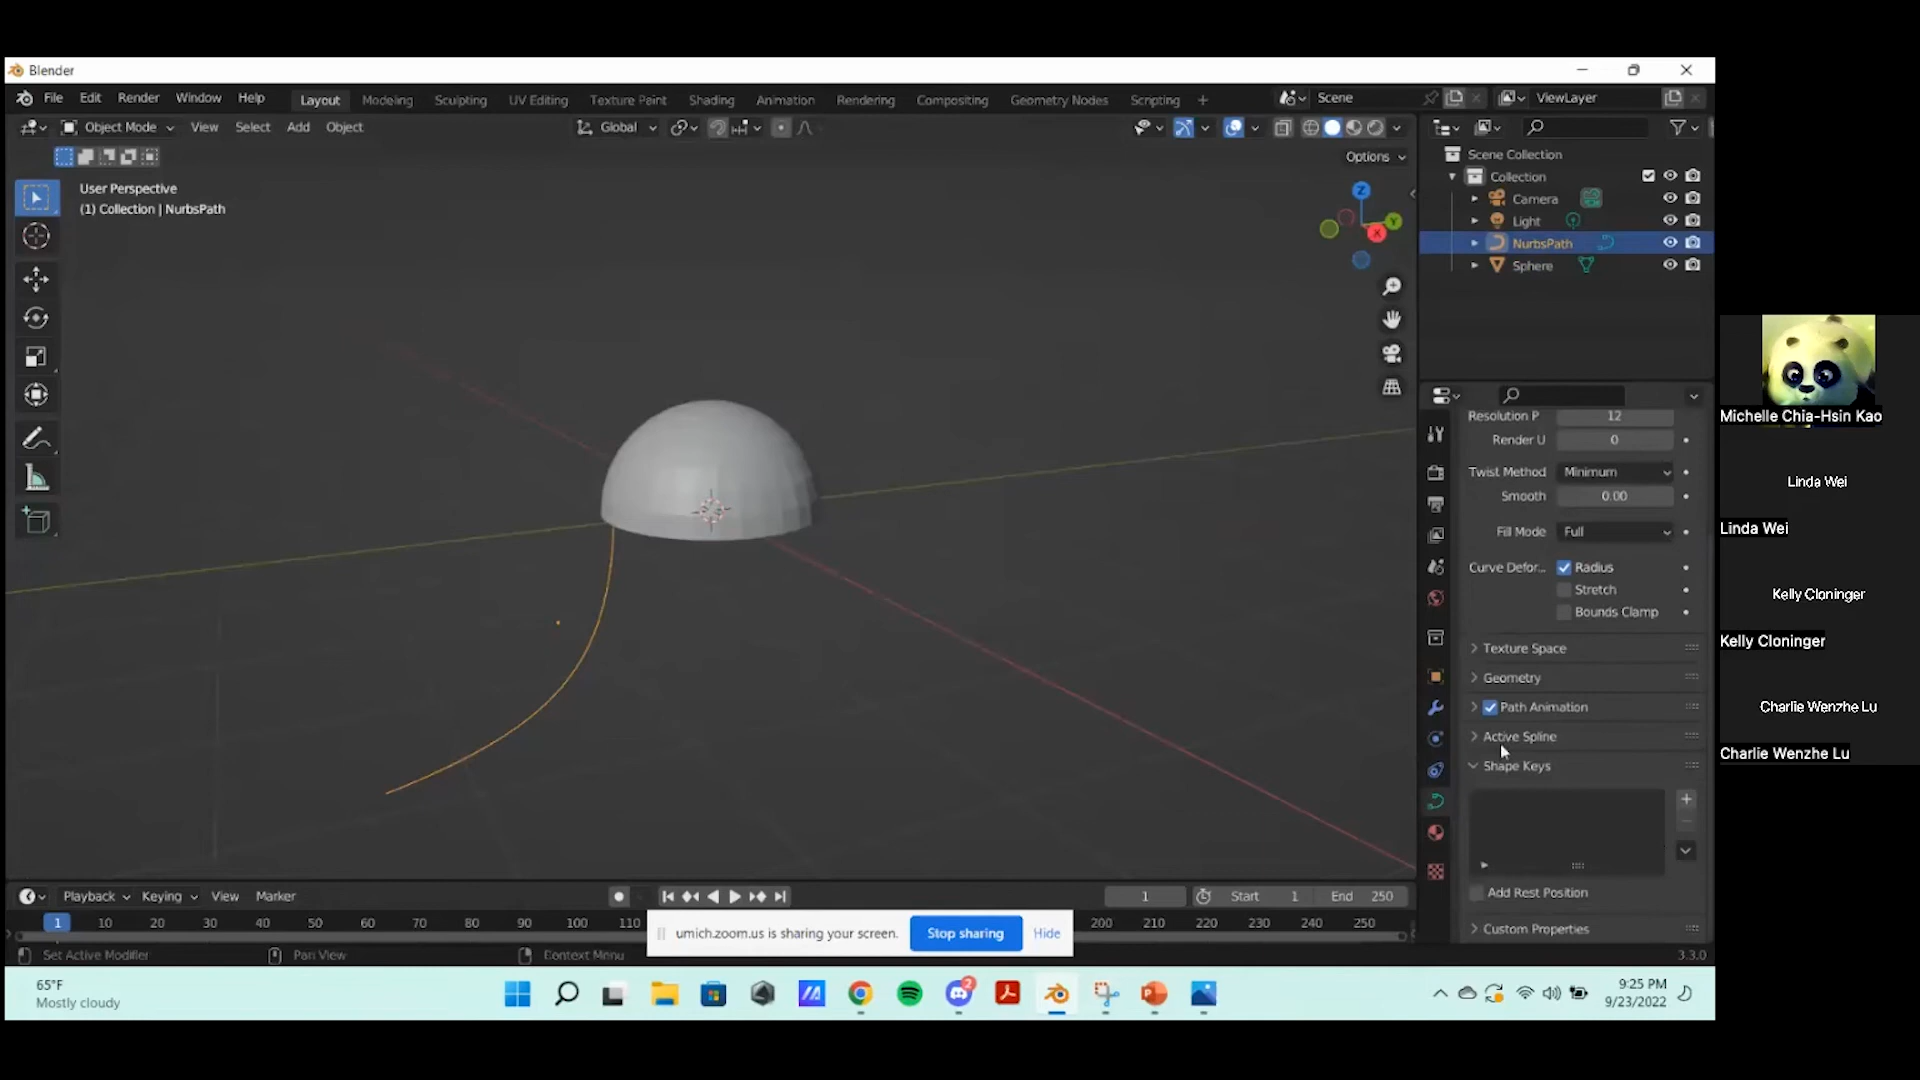 Blender
File Edit Render Window Help
Layout Modeling Sculpting UV Editing Texture Paint Shading Animation Rendering Compositing Geometry Nodes Scripting +
Scene ViewLayer
Object Mode View Select Add Object
Global
Options
User Perspective
(1) Collection | NurbsPath
Z
Y
X
Scene Collection
Collection
Camera
Light
NurbsPath
Sphere
Resolution P 12
Render U 0
Twist Method Minimum
Smooth 0.00
Fill Mode Full
Curve Defor... Radius
Stretch
Bounds Clamp
Texture Space
Geometry
Path Animation
Active Spline
Shape Keys
Add Rest Position
Custom Properties
Michelle Chia-Hsin Kao
Linda Wei
Linda Wei
Kelly Cloninger
Kelly Cloninger
Charlie Wenzhe Lu
Charlie Wenzhe Lu
Playback Keying View Marker
1 Start 1 End 250
1 10 20 30 40 50 60 70 80 90 100 110 200 210 220 230 240 250
umich.zoom.us is sharing your screen. Stop sharing Hide
Set Active Modifier Pan View Context Menu
3.3.0
65°F
Mostly cloudy
2
9:25 PM
9/23/2022